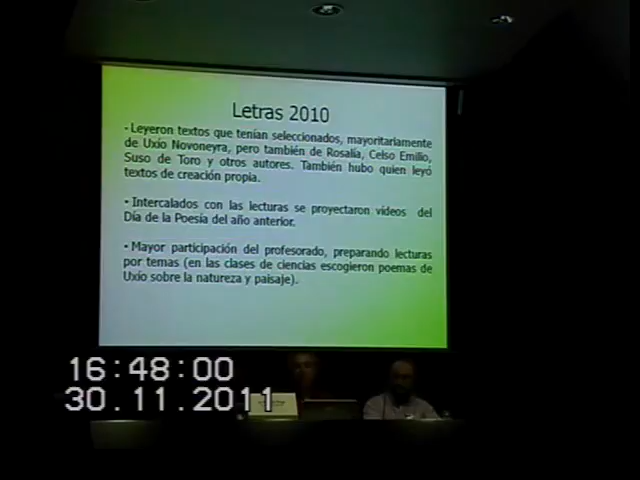 Letras 2010
• Leyeron textos que tenían seleccionados, mayoritariamente
de Uxío Novoneyra, pero también de Rosalía, Celso Emilio,
Suso de Toro y otros autores. También hubo quien leyó
textos de creación propia.
• Intercalados con las lecturas se proyectaron vídeos del
Día de la Poesía del año anterior.
• Mayor participación del profesorado, preparando lecturas
por temas (en las clases de ciencias escogieron poemas de
Uxío sobre la natureza y paisaje).
16:48:00
30.11.2011